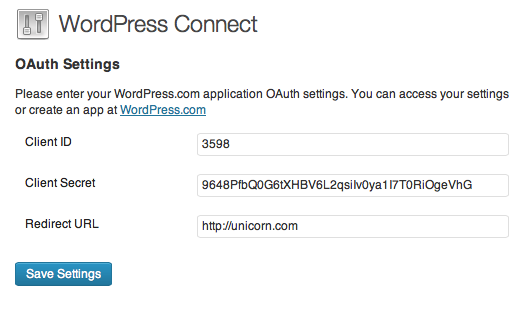 WordPress Connect
OAuth Settings
Please enter your WordPress.com application OAuth settings. You can access your settings
or create an app at WordPress.com
Client ID
3598
Client Secret
9648PfbQ0G6tXHBV6L2qsilv0ya1I7T0RiOgeVhG
Redirect URL
http://unicorn.com
Save Settings